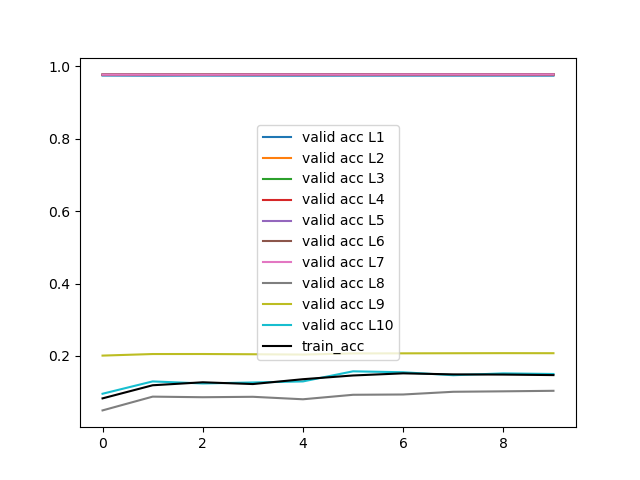 1.0
0.8
0.6
0.4
0.2
valid acc L1
valid acc L2
valid acc L3
valid acc L4
valid acc L5
valid acc L6
valid acc L7
valid acc L8
valid acc L9
valid acc L10
train_acc
0 2 4 6 8